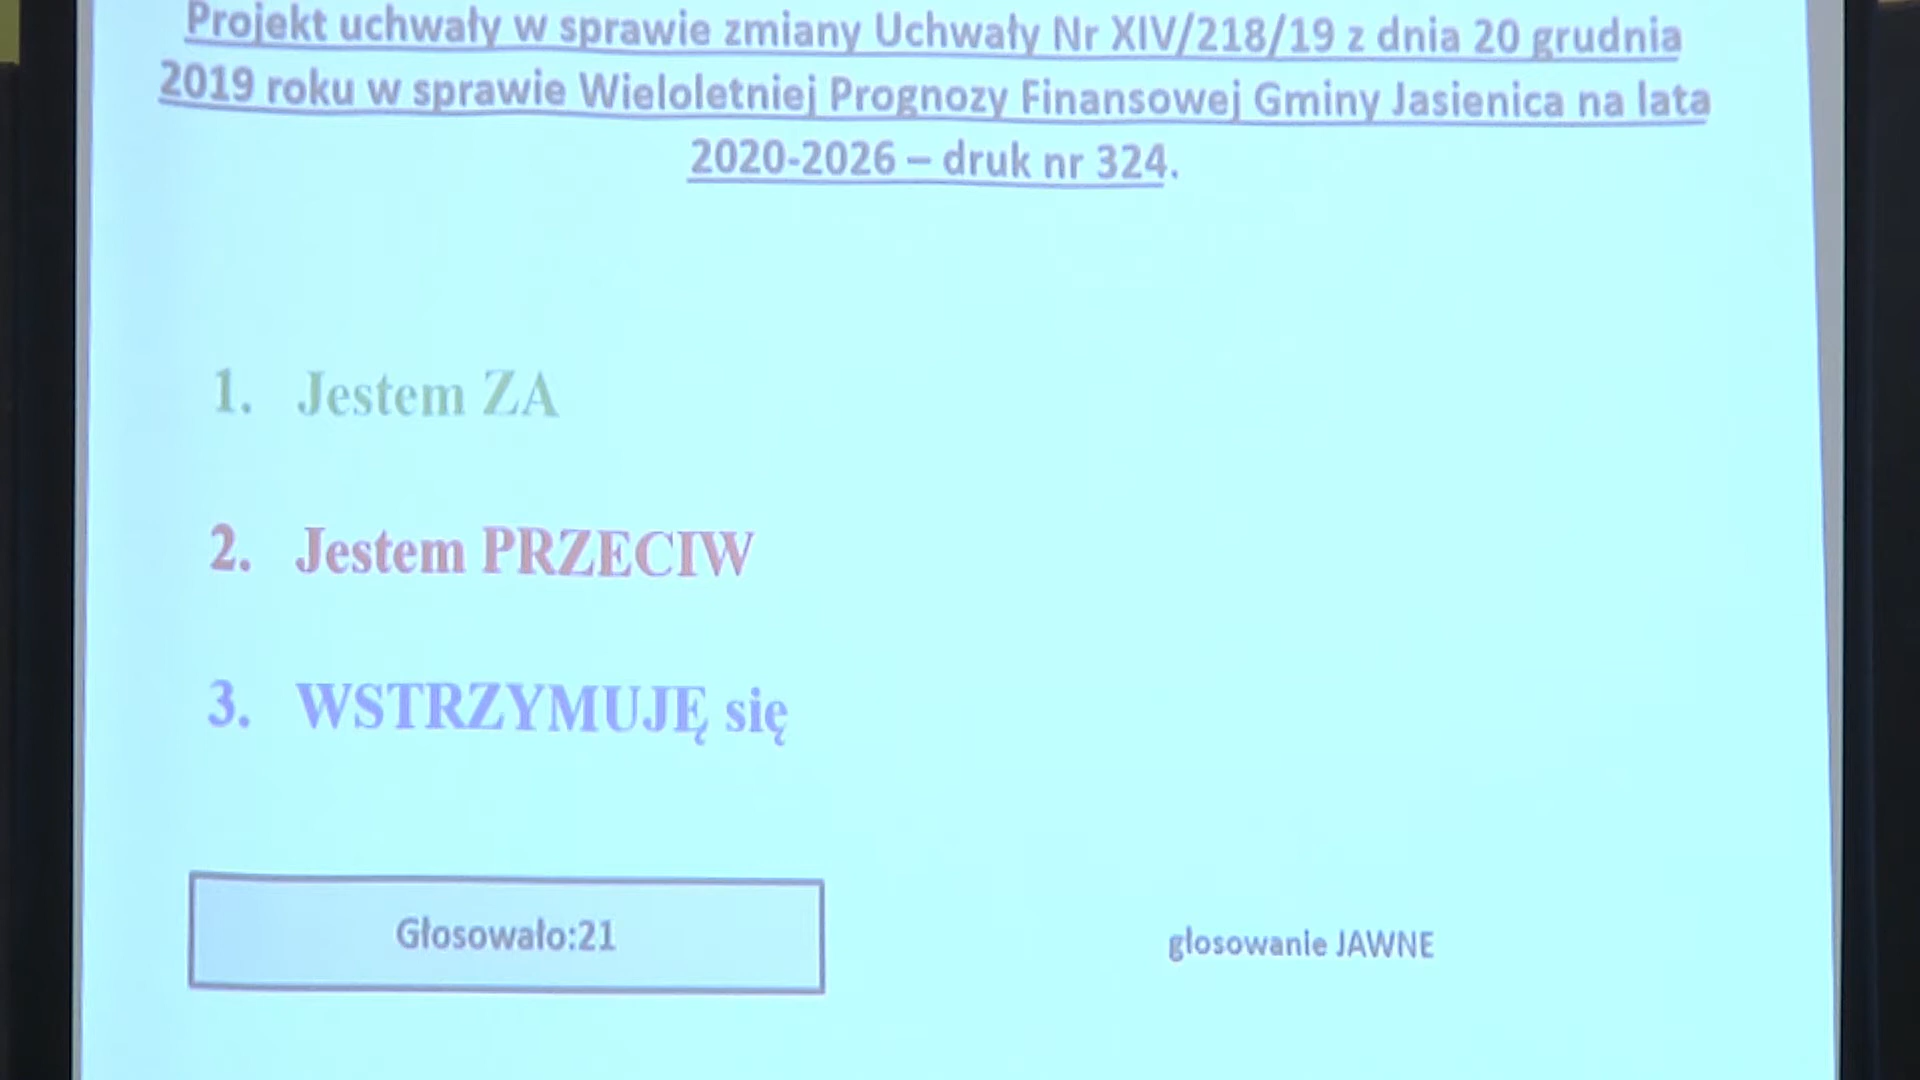 Projekt uchwały w sprawie zmiany Uchwały Nr XIV/218/19 z dnia 20 grudnia
2019 roku w sprawie Wieloletniej Prognozy Finansowej Gminy Jasienica na lata
2020-2026 – druk nr 324.
1. Jestem ZA
2. Jestem PRZECIW
3. WSTRZYMUJĘ się
Głosowało:21
głosowanie JAWNE